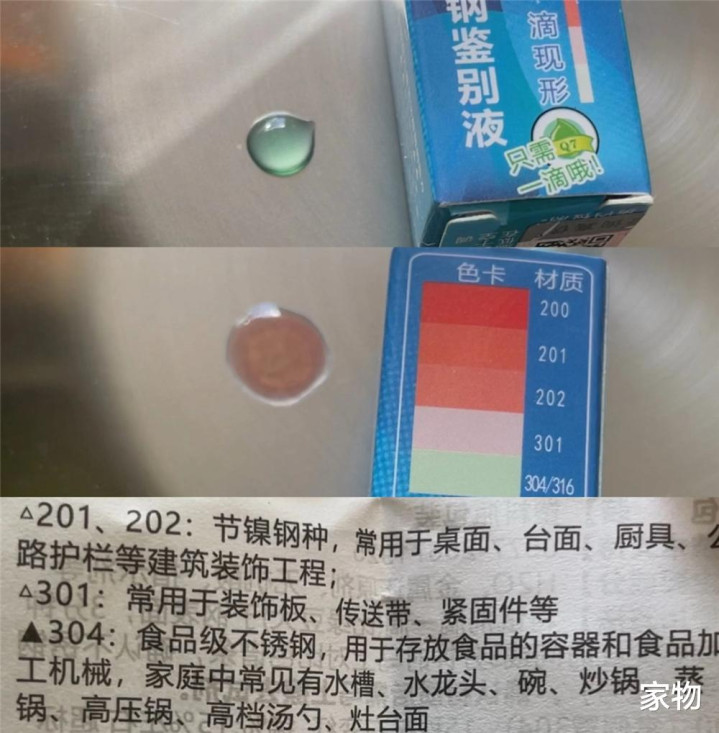 钢鉴别液
滴现形
只需
Q7
一滴哦!
色卡 材质
200
201
202
301
304/316
△201、202：节镍钢种，常用于桌面、台面、厨具、公
路护栏等建筑装饰工程；
△301：常用于装饰板、传送带、紧固件等
▲304：食品级不锈钢，用于存放食品的容器和食品加
工机械，家庭中常见有水槽、水龙头、碗、炒锅、蒸
锅、高压锅、高档汤勺、灶台面
家物